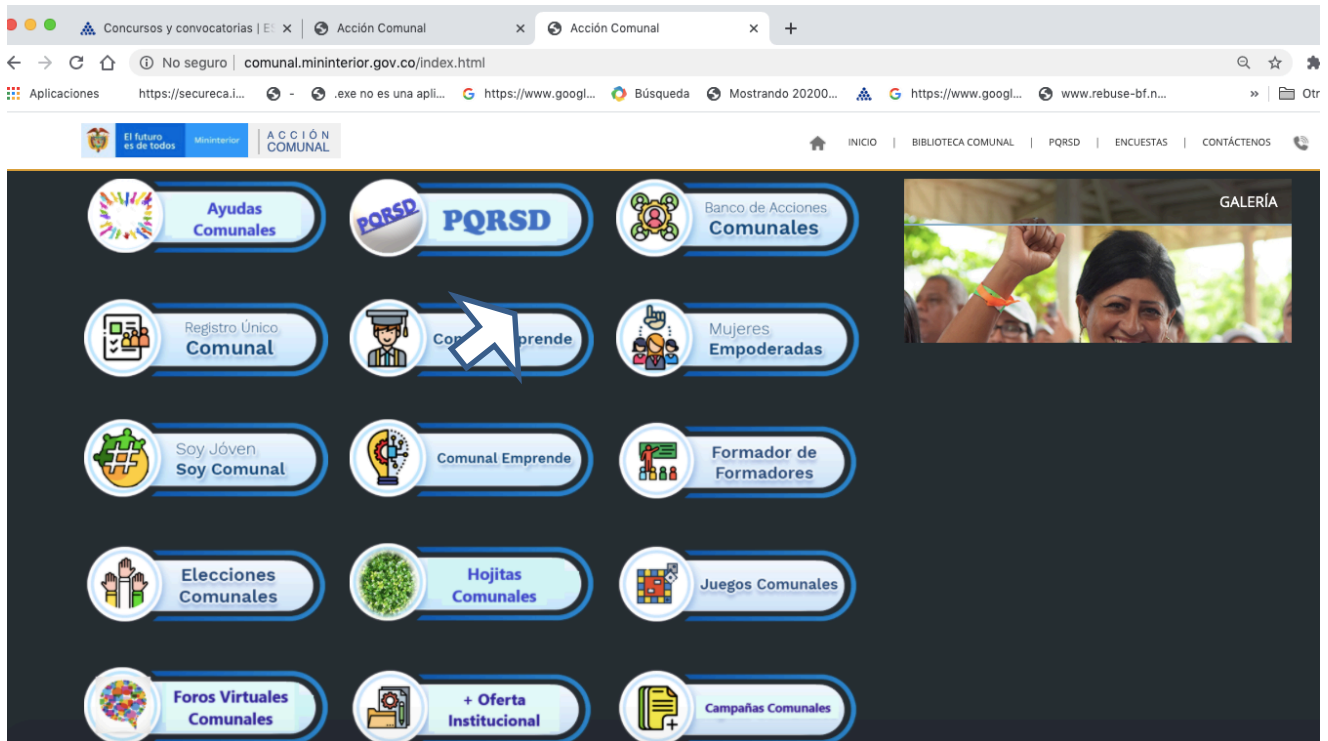 Concursos y convocatorias | E
Acción Comunal
Acción Comunal
No seguro | comunal.mininterior.gov.co/index.html
Aplicaciones
https://secureca.i...
-
.exe no es una apli...
https://www.googl...
Búsqueda
Mostrando 20200...
https://www.googl...
www.rebuse-bf.n...
»
Otr
El futuro
es de todos
Mininterior
ACCIÓN
COMUNAL
INICIO | BIBLIOTECA COMUNAL | PQRSD | ENCUESTAS | CONTÁCTENOS
Ayudas
Comunales
PQRSD
PQRSD
Banco de Acciones
Comunales
GALERÍA
Registro Único
Comunal
prende
Mujeres
Empoderadas
Soy Jóven
Soy Comunal
Comunal Emprende
Formador de
Formadores
Elecciones
Comunales
Hojitas
Comunales
Juegos Comunales
Foros Virtuales
Comunales
+ Oferta
Institucional
Campañas Comunales